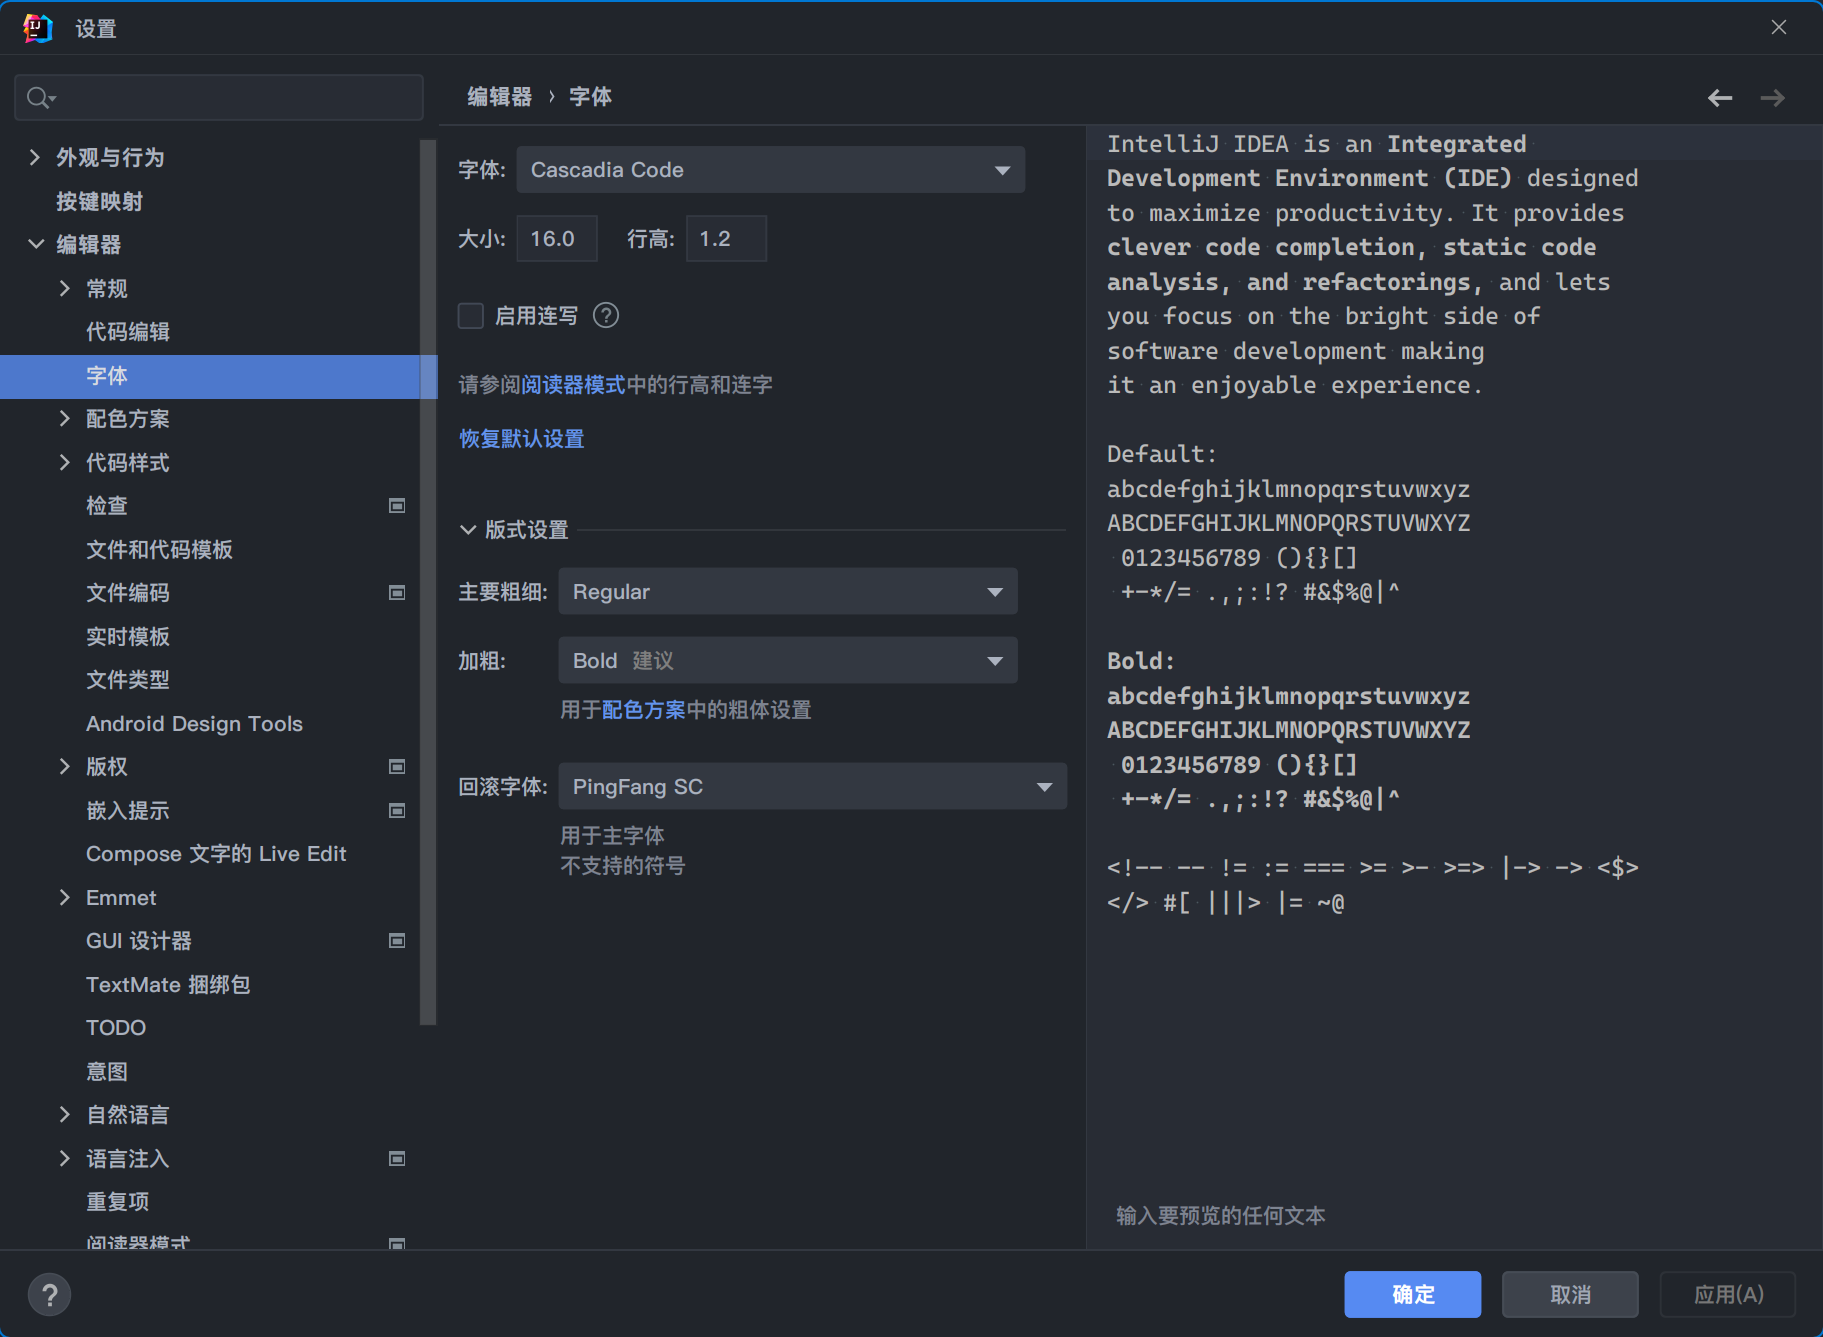 设置
编辑器 › 字体
外观与行为
按键映射
编辑器
常规
代码编辑
字体
配色方案
代码样式
检查
文件和代码模板
文件编码
实时模板
文件类型
Android Design Tools
版权
嵌入提示
Compose 文字的 Live Edit
Emmet
GUI 设计器
TextMate 捆绑包
TODO
意图
自然语言
语言注入
重复项
阅读器模式
字体: Cascadia Code
大小: 16.0 行高: 1.2
启用连写 ?
请参阅阅读器模式中的行高和连字
恢复默认设置
版式设置
主要粗细: Regular
加粗: Bold 建议
用于配色方案中的粗体设置
回滚字体: PingFang SC
用于主字体
不支持的符号
IntelliJ IDEA is an Integrated
Development Environment (IDE) designed
to maximize productivity. It provides
clever code completion, static code
analysis, and refactorings, and lets
you focus on the bright side of
software development making
it an enjoyable experience.
Default:
abcdefghijklmnopqrstuvwxyz
ABCDEFGHIJKLMNOPQRSTUVWXYZ
0123456789 (){}[]
+-*/= .,;:!? #&$%@|^
Bold:
abcdefghijklmnopqrstuvwxyz
ABCDEFGHIJKLMNOPQRSTUVWXYZ
0123456789 (){}[]
+-*/= .,;:!? #&$%@|^
<!-- -- != := === >= >- >=> |-> -> <$>
</> #[ |||> |= ~@
输入要预览的任何文本
? 确定 取消 应用(A)